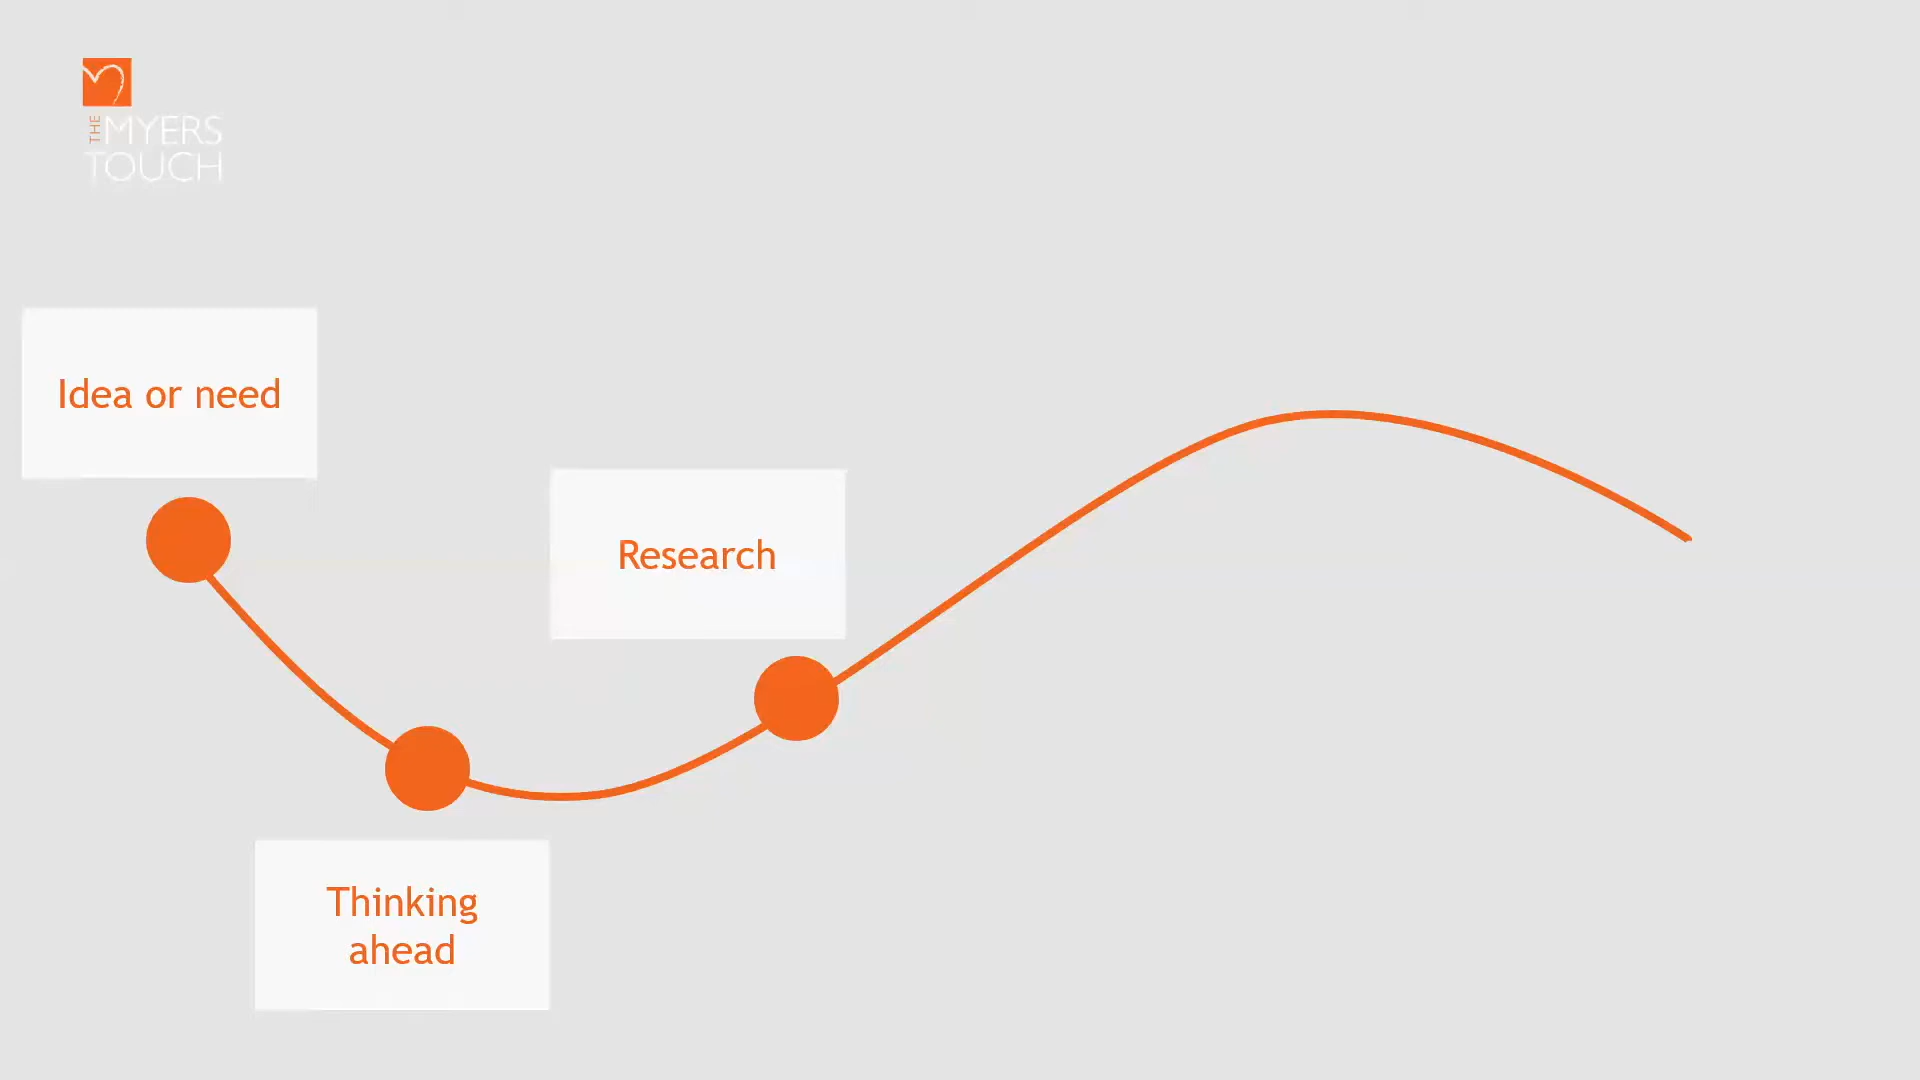 THE MYERS
TOUCH
Idea or need
Research
Thinking
ahead